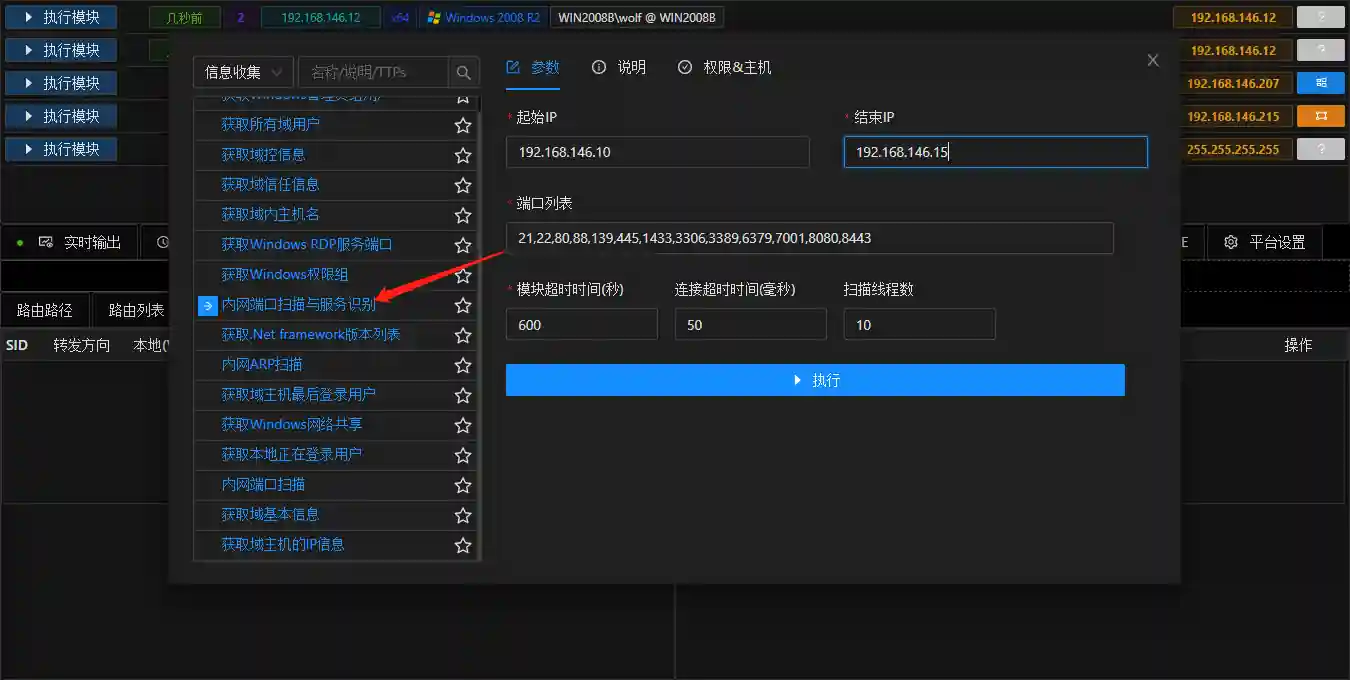 执行模块 几秒前 2 192.168.146.12 x64 Windows 2008 R2 WIN2008B\wolf @ WIN2008B 192.168.146.12 ?
执行模块 192.168.146.12 ?
执行模块 192.168.146.207
执行模块 192.168.146.215
执行模块 255.255.255.255 ?
实时输出
E 平台设置
路由路径 路由列表
SID 转发方向 本地(\ 操作
信息收集 名称/说明/TTPs
获取Windows管理员组用户
获取所有域用户
获取域控信息
获取域信任信息
获取域内主机名
获取Windows RDP服务端口
获取Windows权限组
内网端口扫描与服务识别
获取.Net framework版本列表
内网ARP扫描
获取域主机最后登录用户
获取Windows网络共享
获取本地正在登录用户
内网端口扫描
获取域基本信息
获取域主机的IP信息
参数 说明 权限&主机
* 起始IP * 结束IP
192.168.146.10 192.168.146.15
* 端口列表
21,22,80,88,139,445,1433,3306,3389,6379,7001,8080,8443
* 模块超时时间(秒) 连接超时时间(毫秒) 扫描线程数
600 50 10
执行